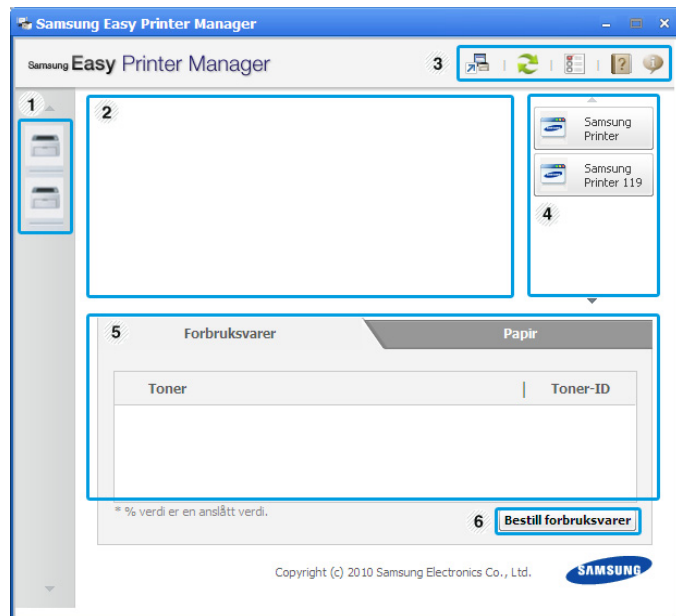 Samsung Easy Printer Manager
Samsung Easy Printer Manager
3
?
1
2
Samsung
Printer
Samsung
Printer 119
4
5
Forbruksvarer
Papir
Toner
Toner-ID
* % verdi er en anslått verdi.
6
Bestill forbruksvarer
Copyright (c) 2010 Samsung Electronics Co., Ltd.
SAMSUNG